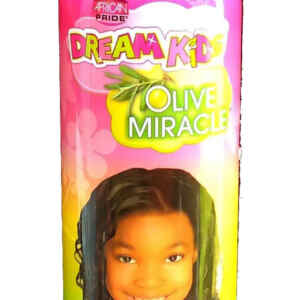 AFRICAN
PRIDE
DREAM KIDS
OLIVE
MIRACLE